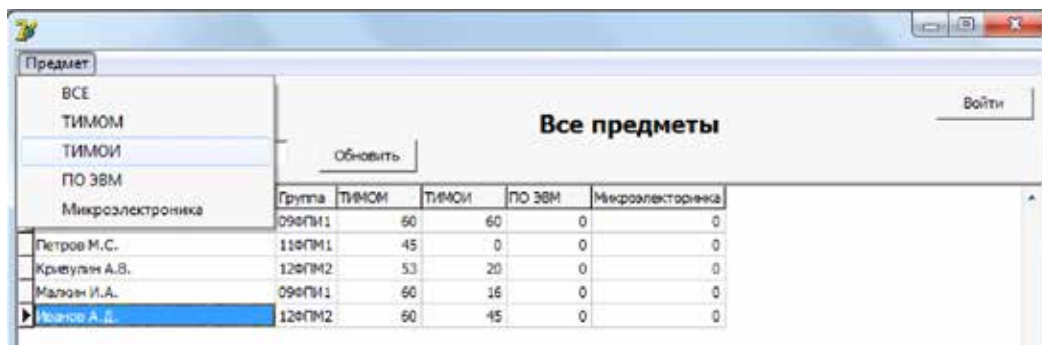 Предмет
ВСЕ
ТИМОМ
ТИМОИ
ПО ЭВМ
Микроэлектроника
Войти
Все предметы
Обновить
Группа ТИМОМ ТИМОИ ПО ЭВМ Микроэлекторинка
09ФПИ1 60 60 0 0
Петров М.С. 11ФПМ1 45 0 0 0
Кривулин А.В. 12ФПМ2 53 20 0 0
Малкин И.А. 09ФПИ1 60 16 0 0
Иванов А.Д. 12ФПМ2 60 45 0 0